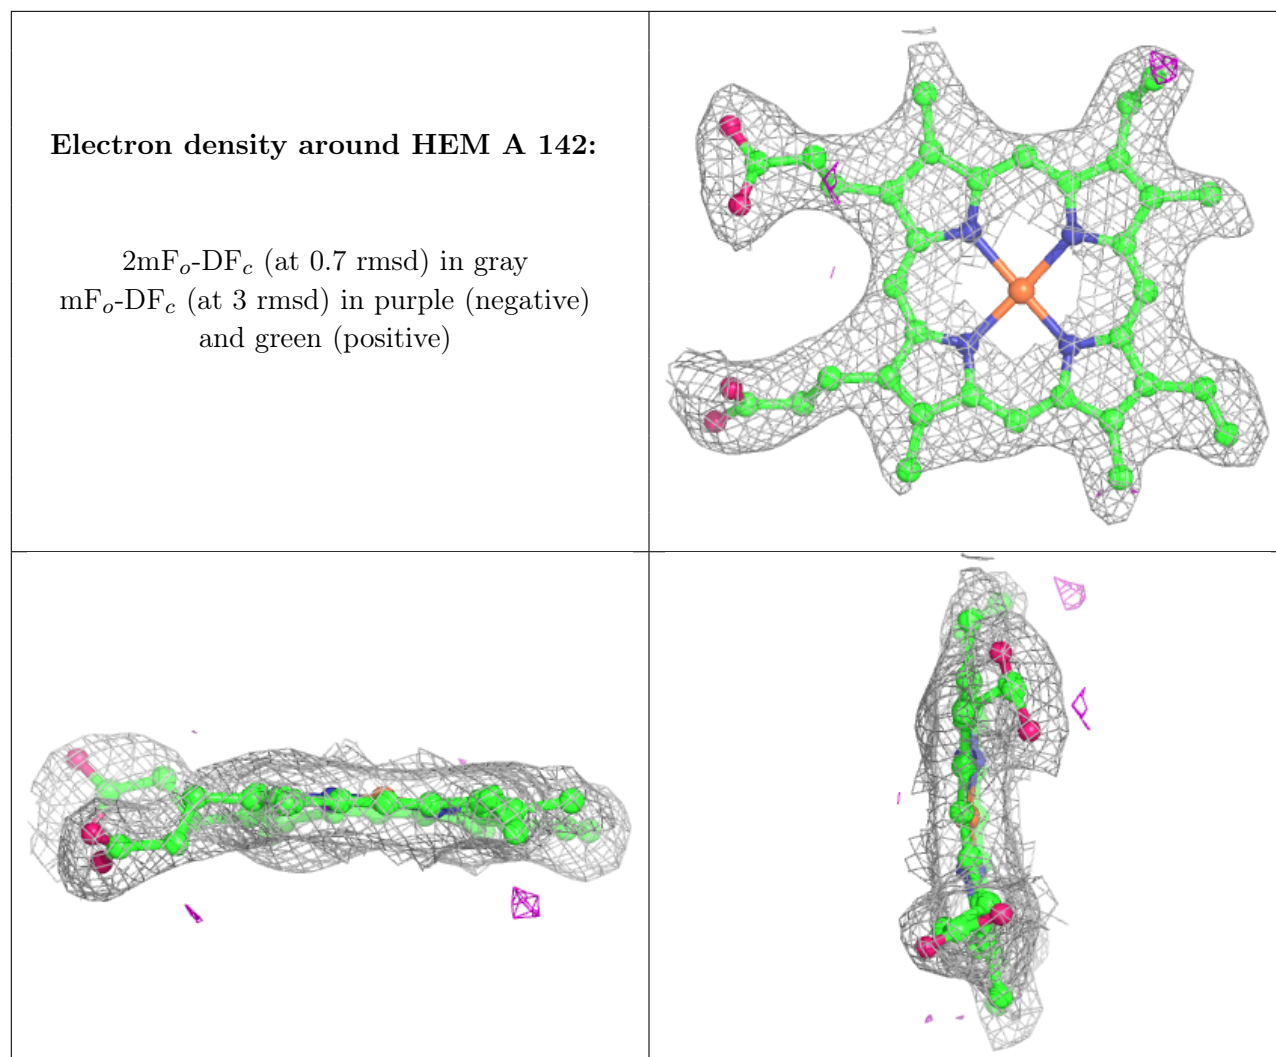 Electron density around HEM A 142:
2mFo-DFc (at 0.7 rmsd) in gray
mFo-DFc (at 3 rmsd) in purple (negative)
and green (positive)